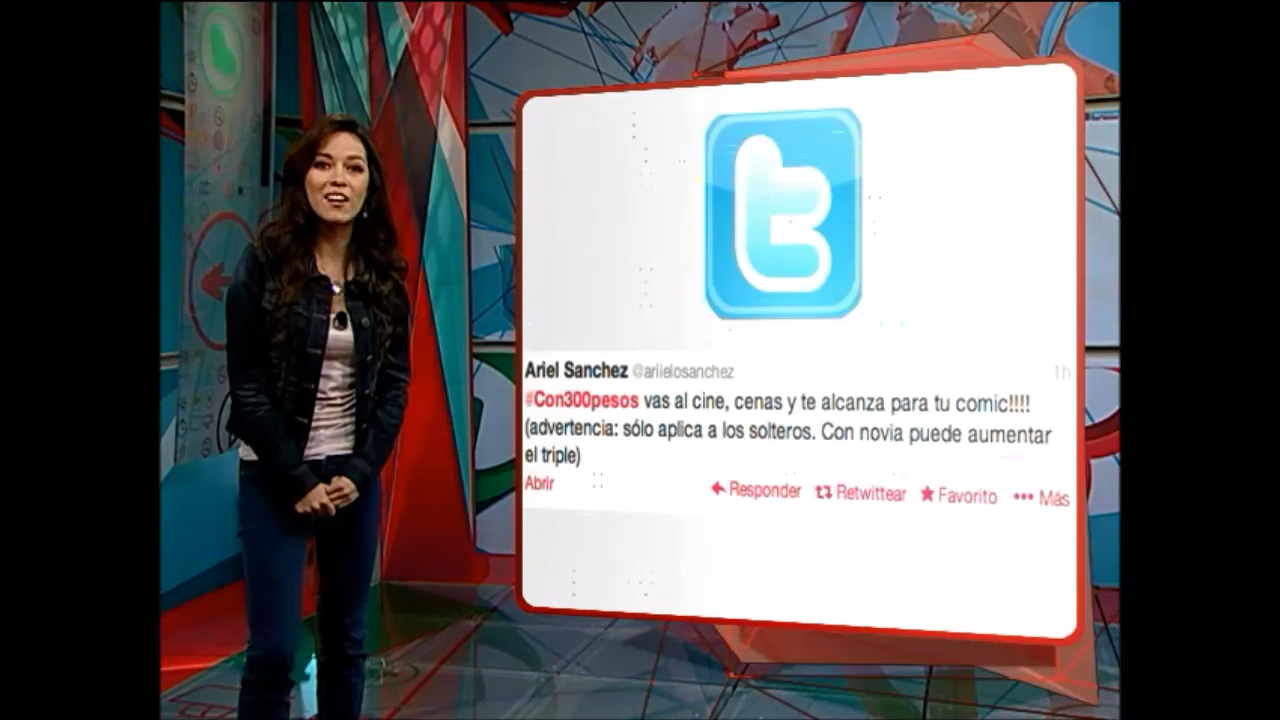 Ariel Sanchez @ariielosanchez 1h
#Con300pesos vas al cine, cenas y te alcanza para tu comic!!!!
(advertencia: sólo aplica a los solteros. Con novia puede aumentar
el triple)
Abrir Responder Retwittear Favorito Más